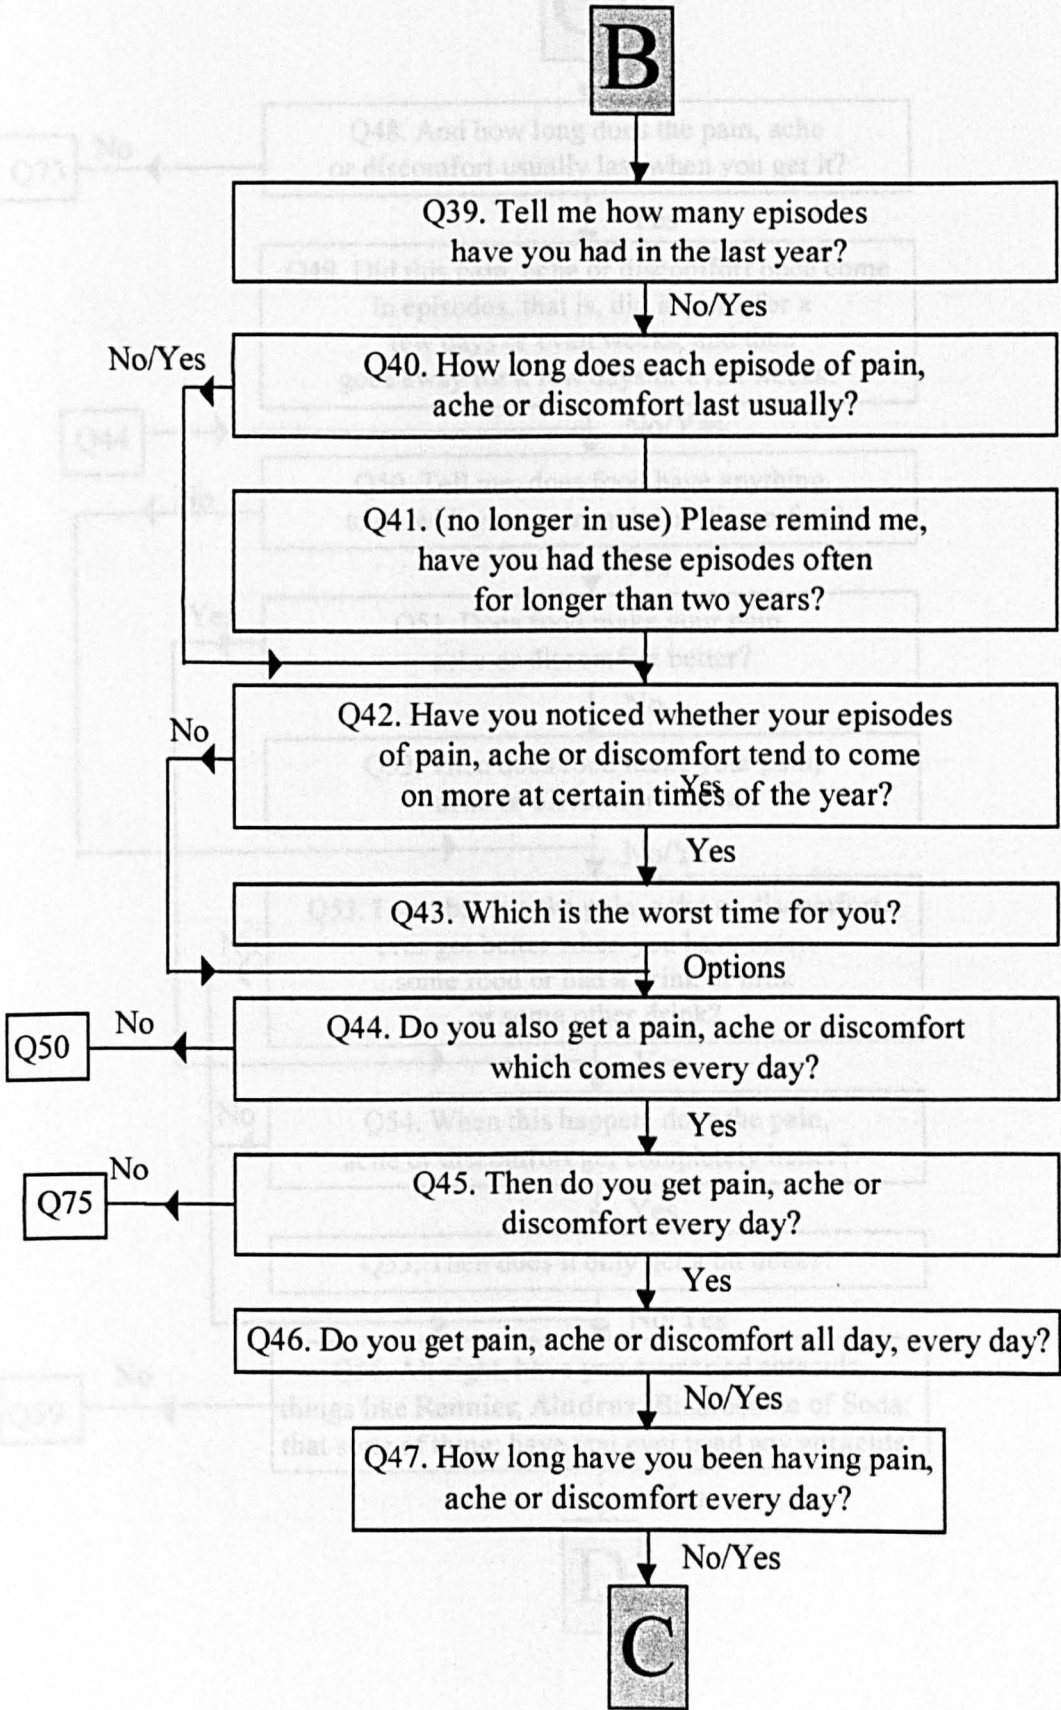 B
Q39. Tell me how many episodes
have you had in the last year?
No/Yes
No/Yes
Q40. How long does each episode of pain,
ache or discomfort last usually?
Q41. (no longer in use) Please remind me,
have you had these episodes often
for longer than two years?
No
Q42. Have you noticed whether your episodes
of pain, ache or discomfort tend to come
on more at certain times of the year?
Yes
Yes
Q43. Which is the worst time for you?
Options
Q50
No
Q44. Do you also get a pain, ache or discomfort
which comes every day?
Yes
Q75
No
Q45. Then do you get pain, ache or
discomfort every day?
Yes
Q46. Do you get pain, ache or discomfort all day, every day?
No/Yes
Q47. How long have you been having pain,
ache or discomfort every day?
No/Yes
C